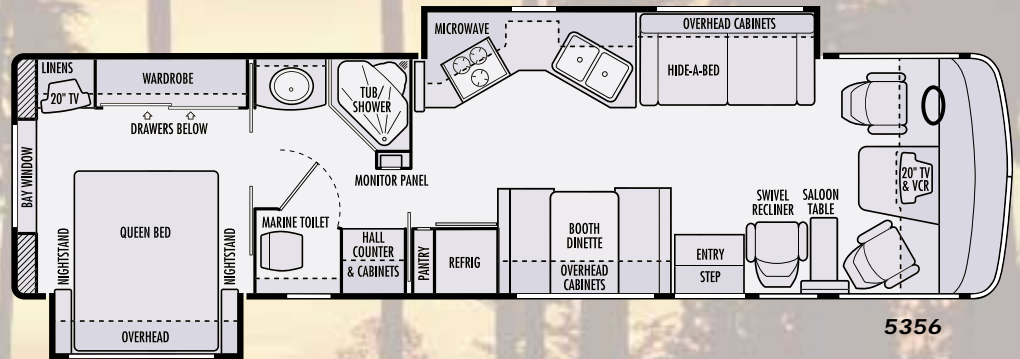 MICROWAVE
OVERHEAD CABINETS
HIDE-A-BED
LINENS
20" TV
WARDROBE
DRAWERS BELOW
TUB/
SHOWER
MONITOR PANEL
BAY WINDOW
NIGHTSTAND
QUEEN BED
NIGHTSTAND
OVERHEAD
MARINE TOILET
HALL
COUNTER
& CABINETS
PANTRY
REFRIG
BOOTH
DINETTE
OVERHEAD
CABINETS
ENTRY
STEP
SWIVEL
RECLINER
SALOON
TABLE
20" TV
& VCR
5356